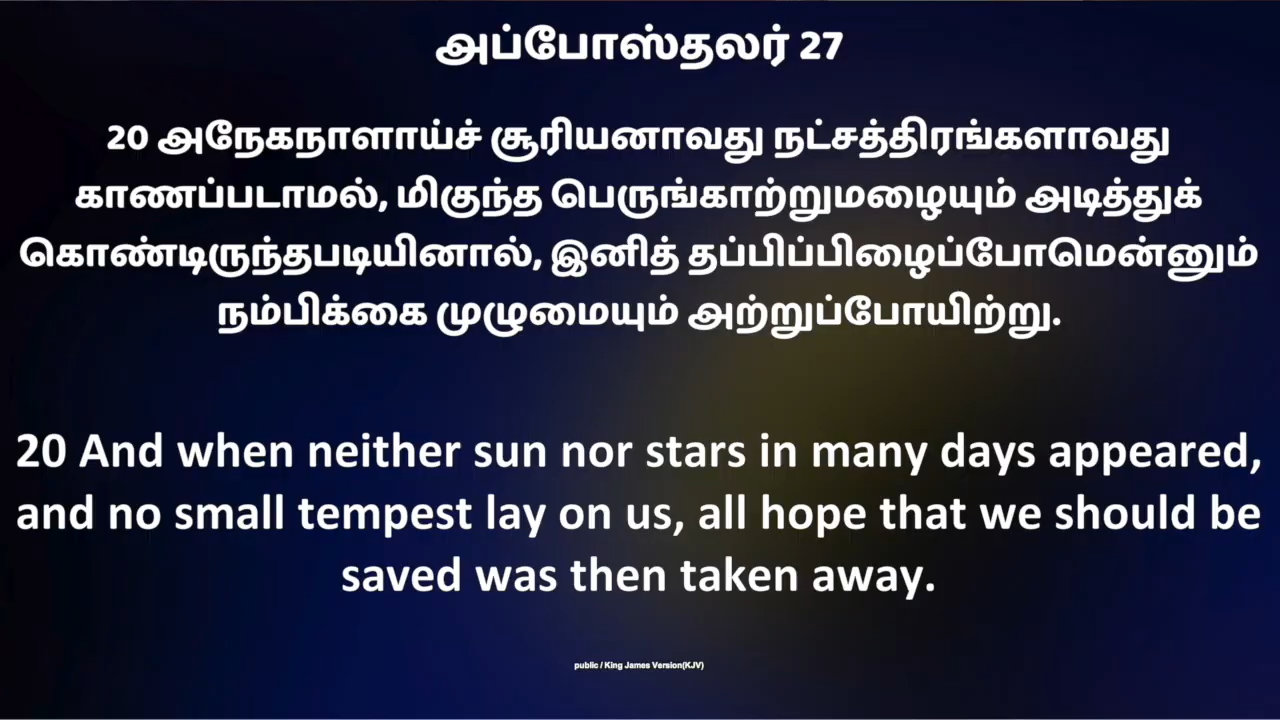 அப்போஸ்தலர் 27
20 அநேகநாளாய்ச் சூரியனாவது நட்சத்திரங்களாவது
காணப்படாமல், மிகுந்த பெருங்காற்றுமழையும் அடித்துக்
கொண்டிருந்தபடியினால், இனித் தப்பிப்பிழைப்போமென்னும்
நம்பிக்கை முழுமையும் அற்றுப்போயிற்று.
20 And when neither sun nor stars in many days appeared,
and no small tempest lay on us, all hope that we should be
saved was then taken away.
public / King James Version(KJV)